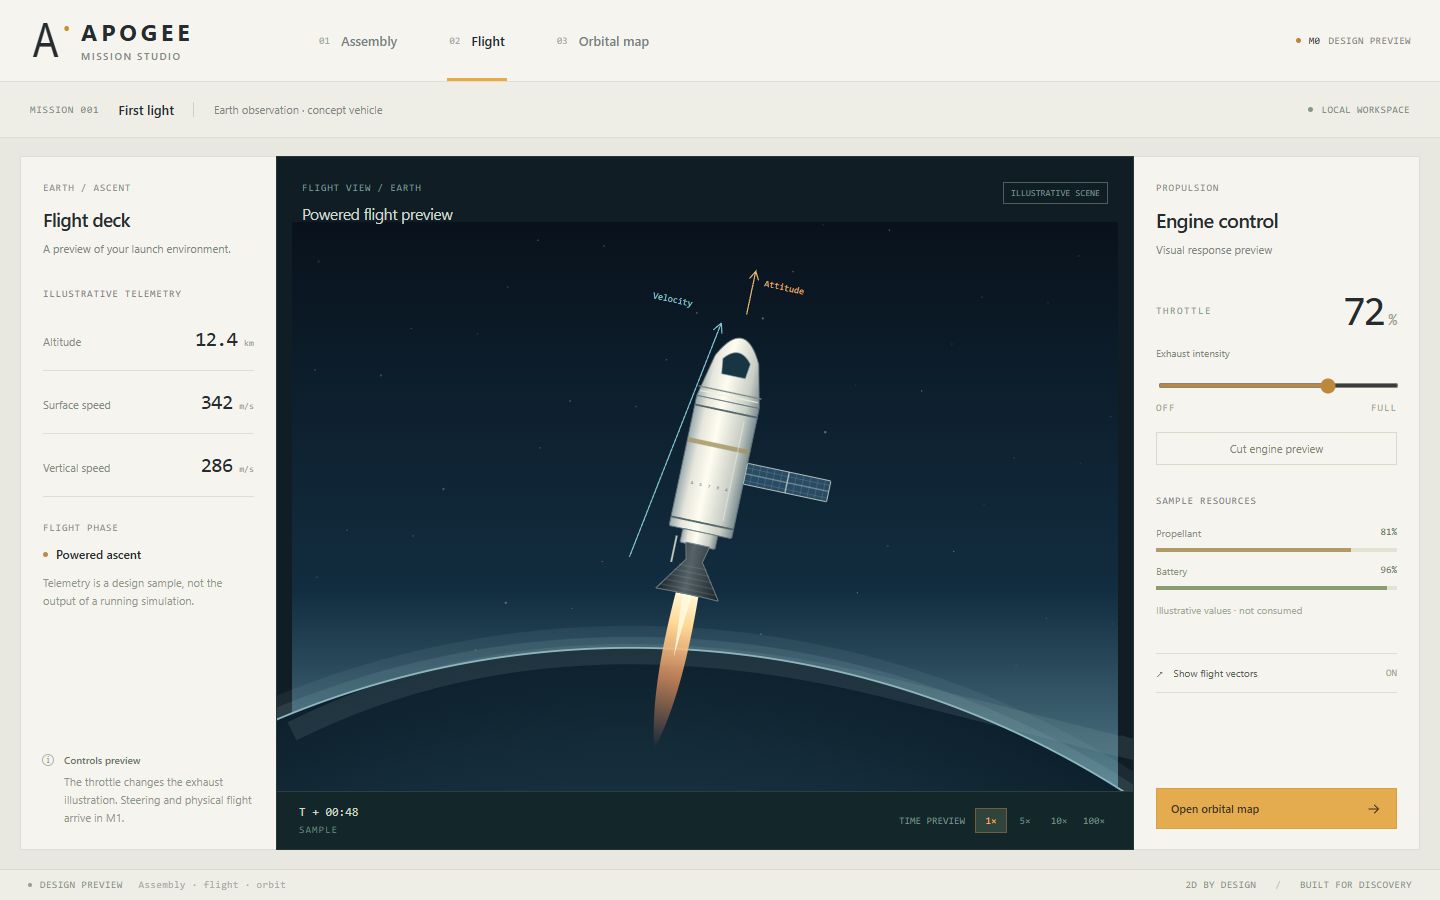 A
APOGEE
MISSION STUDIO
01 Assembly
02 Flight
03 Orbital map
M0 DESIGN PREVIEW
MISSION 001 First light
Earth observation · concept vehicle
LOCAL WORKSPACE
EARTH / ASCENT
Flight deck
A preview of your launch environment.
ILLUSTRATIVE TELEMETRY
Altitude 12.4 km
Surface speed 342 m/s
Vertical speed 286 m/s
FLIGHT PHASE
Powered ascent
Telemetry is a design sample, not the
output of a running simulation.
Controls preview
The throttle changes the exhaust
illustration. Steering and physical flight
arrive in M1.
FLIGHT VIEW / EARTH
Powered flight preview
ILLUSTRATIVE SCENE
Velocity
Attitude
T + 00:48
SAMPLE
TIME PREVIEW 1× 5× 10× 100×
PROPULSION
Engine control
Visual response preview
THROTTLE 72 %
Exhaust intensity
OFF FULL
Cut engine preview
SAMPLE RESOURCES
Propellant 81%
Battery 96%
Illustrative values · not consumed
Show flight vectors ON
Open orbital map →
DESIGN PREVIEW Assembly · flight · orbit
2D BY DESIGN / BUILT FOR DISCOVERY